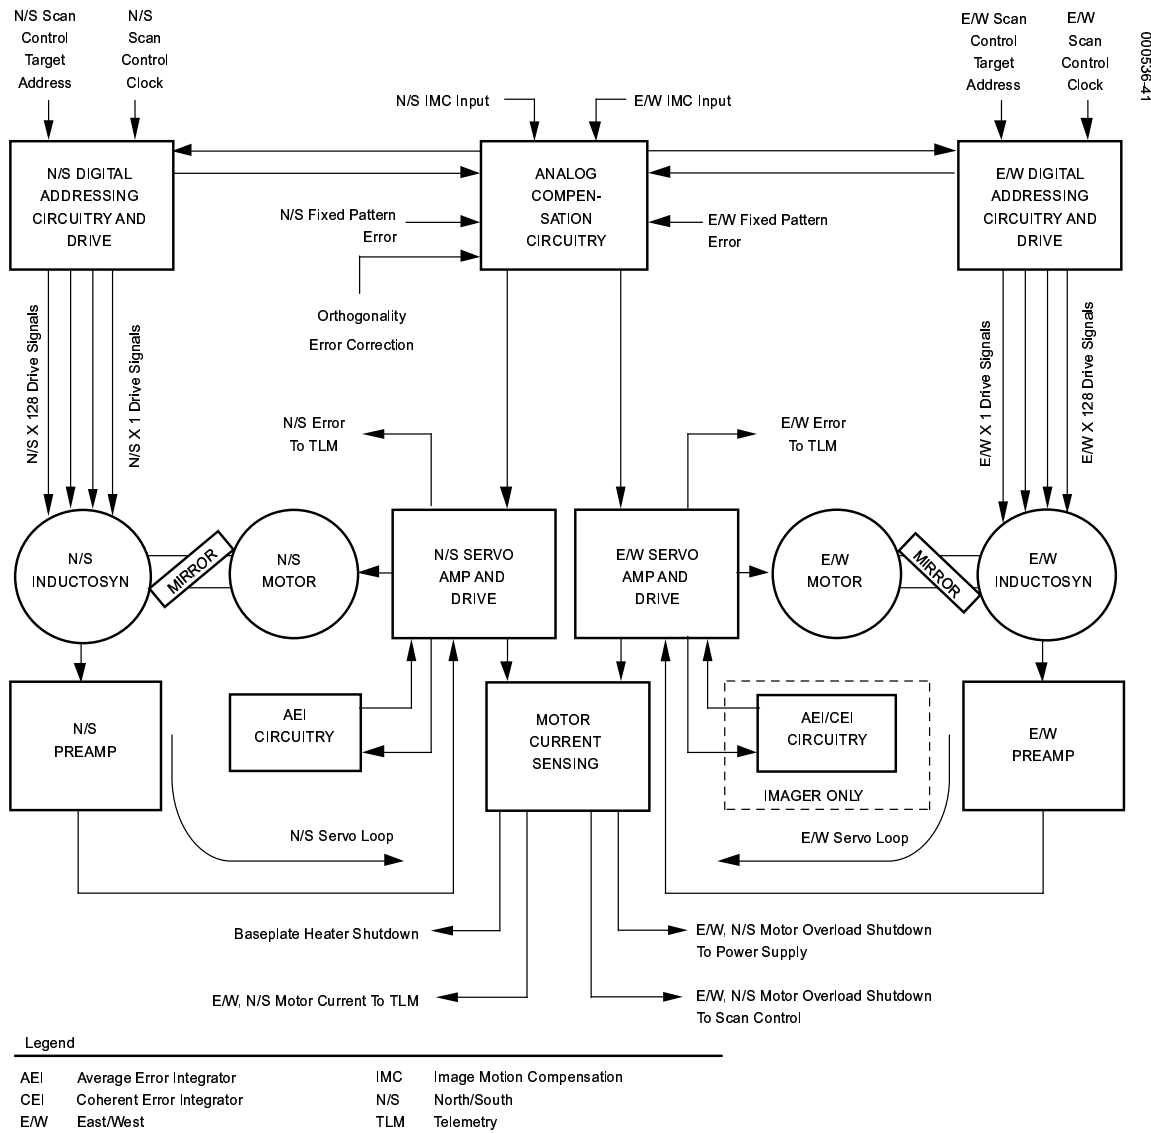 N/S Scan
Control
Target
Address
N/S
Scan
Control
Clock
E/W Scan
Control
Target
Address
E/W
Scan
Control
Clock
000536-41
N/S IMC Input
E/W IMC Input
N/S DIGITAL
ADDRESSING
CIRCUITRY AND
DRIVE
ANALOG
COMPEN-
SATION
CIRCUITRY
E/W DIGITAL
ADDRESSING
CIRCUITRY AND
DRIVE
N/S Fixed Pattern
Error
E/W Fixed Pattern
Error
Orthogonality
Error Correction
N/S X 128 Drive Signals
N/S X 1 Drive Signals
E/W X 1 Drive Signals
E/W X 128 Drive Signals
N/S Error
To TLM
E/W Error
To TLM
N/S
INDUCTOSYN
MIRROR
N/S
MOTOR
N/S SERVO
AMP AND
DRIVE
E/W SERVO
AMP AND
DRIVE
E/W
MOTOR
MIRROR
E/W
INDUCTOSYN
N/S
PREAMP
AEI
CIRCUITRY
MOTOR
CURRENT
SENSING
AEI/CEI
CIRCUITRY
IMAGER ONLY
E/W
PREAMP
N/S Servo Loop
E/W Servo Loop
Baseplate Heater Shutdown
E/W, N/S Motor Overload Shutdown
To Power Supply
E/W, N/S Motor Current To TLM
E/W, N/S Motor Overload Shutdown
To Scan Control
Legend
AEI Average Error Integrator
CEI Coherent Error Integrator
E/W East/West
IMC Image Motion Compensation
N/S North/South
TLM Telemetry